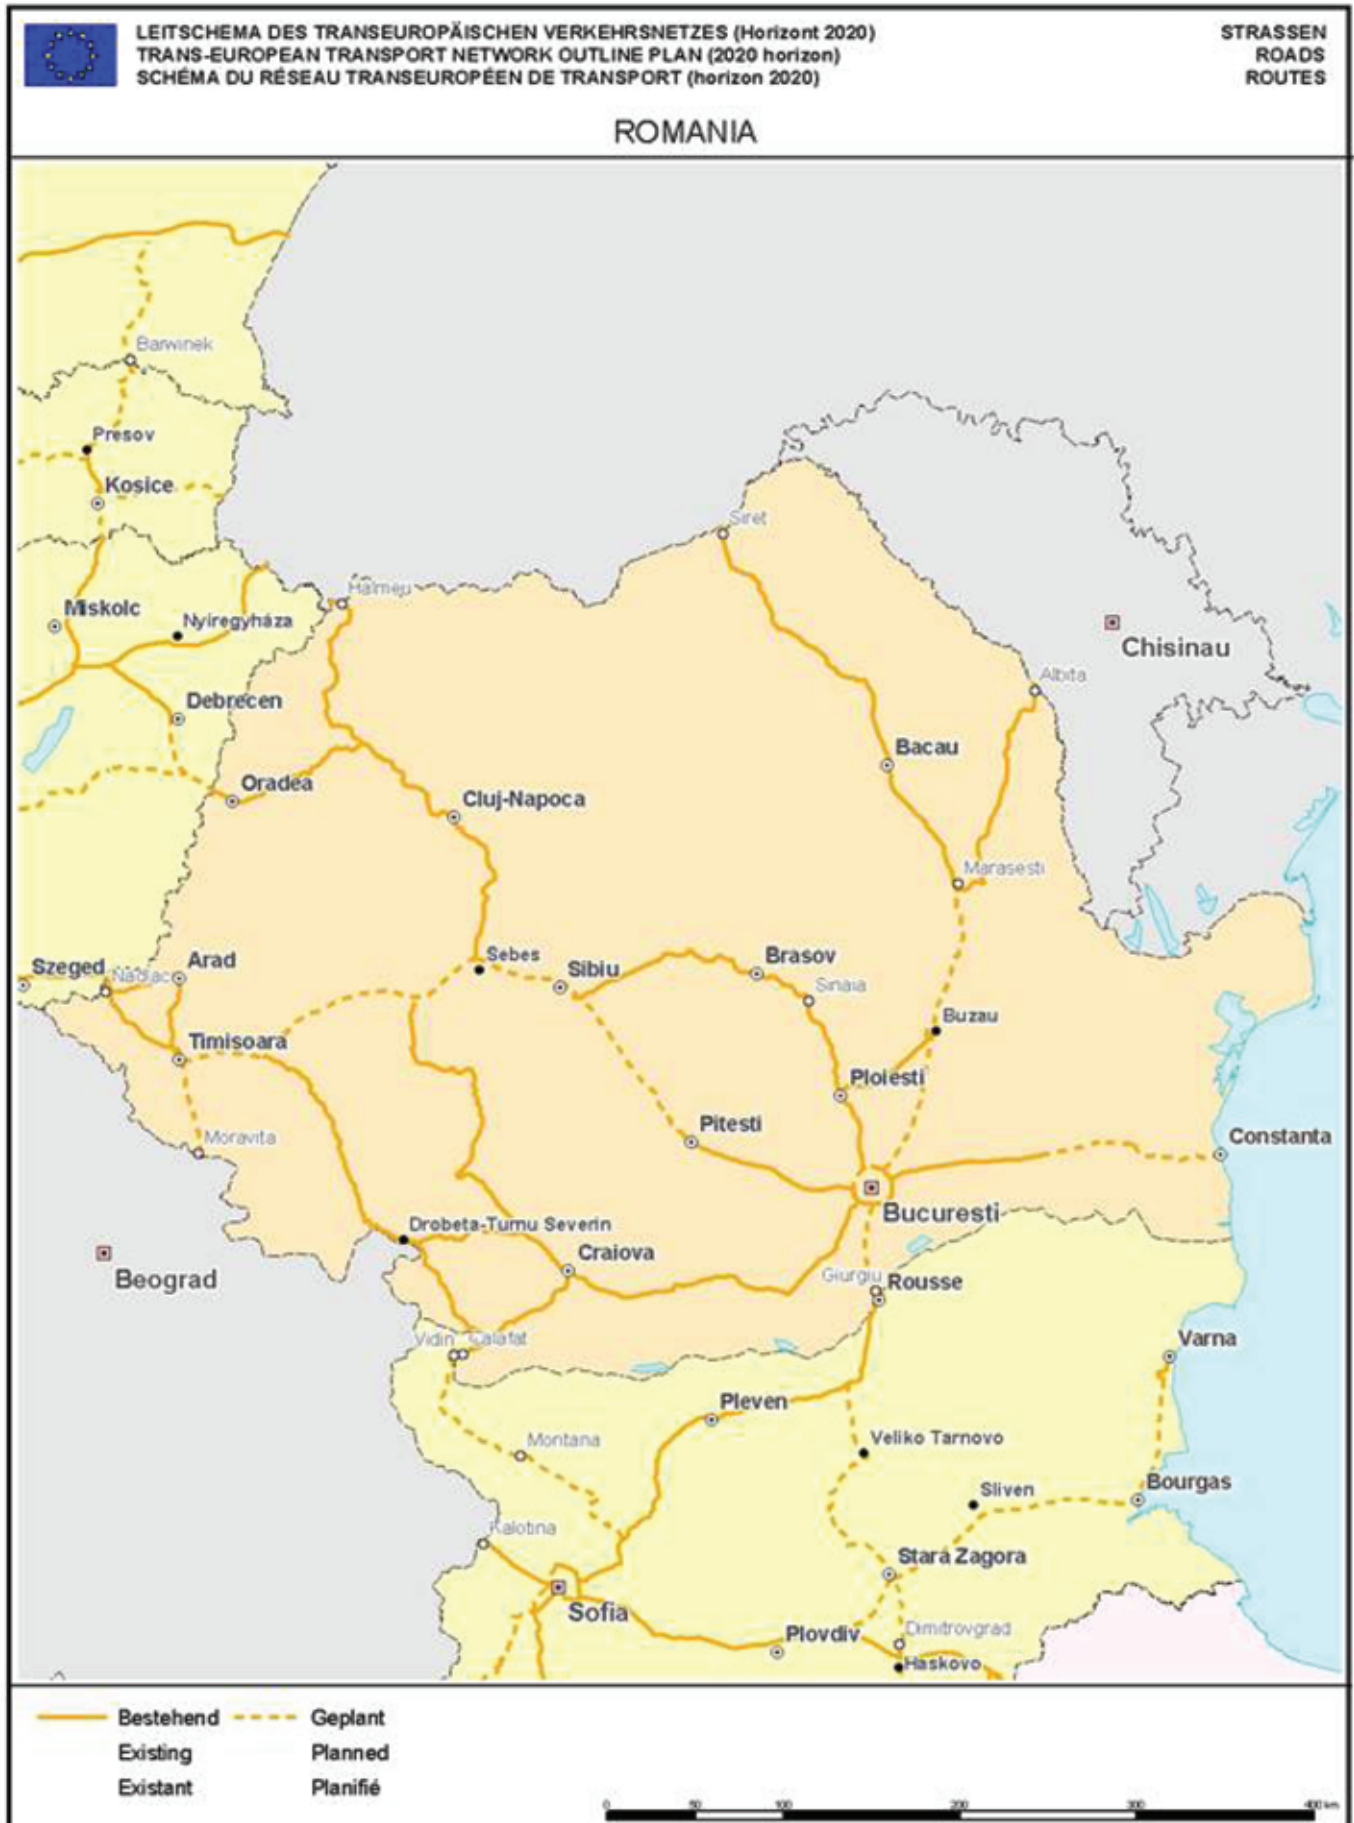 LEITSCHEMA DES TRANSEUROPÄISCHEN VERKEHRSNETZES (Horizont 2020)
TRANS-EUROPEAN TRANSPORT NETWORK OUTLINE PLAN (2020 horizon)
SCHÉMA DU RÉSEAU TRANSEUROPÉEN DE TRANSPORT (horizon 2020)
STRASSEN
ROADS
ROUTES
ROMANIA
Barwinek
Presov
Kosice
Siret
Halmeju
Miskolc
Nyíregyháza
Chisinau
Albita
Debrecen
Bacau
Oradea
Cluj-Napoca
Marasesti
Szeged
Nadlac
Arad
Sebes
Sibiu
Brasov
Sinaia
Buzau
Timisoara
Ploiesti
Pitesti
Moravita
Constanta
Bucuresti
Drobeta-Turnu Severin
Craiova
Beograd
Giurgiu
Rousse
Vidin
Calafat
Varna
Pleven
Montana
Veliko Tarnovo
Sliven
Bourgas
Kalotina
Stara Zagora
Sofia
Plovdiv
Dimitrovgrad
Haskovo
Bestehend
Geplant
Existing
Planned
Existant
Planifié
0 50 100 200 300 400 km